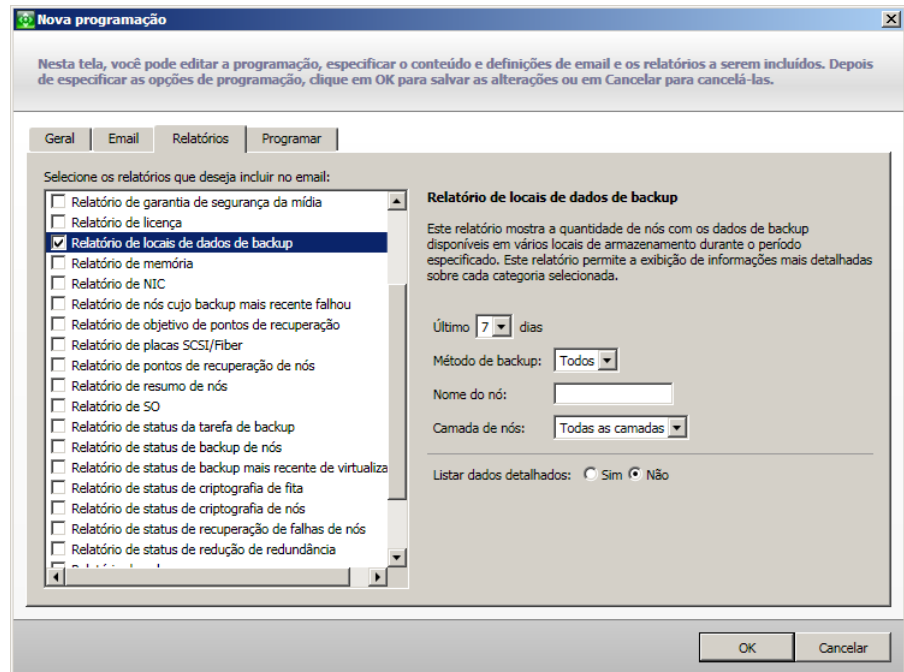 Nova programação
Nesta tela, você pode editar a programação, especificar o conteúdo e definições de email e os relatórios a serem incluídos. Depois
de especificar as opções de programação, clique em OK para salvar as alterações ou em Cancelar para cancelá-las.
Geral Email Relatórios Programar
Selecione os relatórios que deseja incluir no email:
Relatório de garantia de segurança da mídia
Relatório de licença
Relatório de locais de dados de backup
Relatório de memória
Relatório de NIC
Relatório de nós cujo backup mais recente falhou
Relatório de objetivo de pontos de recuperação
Relatório de placas SCSI/Fiber
Relatório de pontos de recuperação de nós
Relatório de resumo de nós
Relatório de SO
Relatório de status da tarefa de backup
Relatório de status de backup de nós
Relatório de status de backup mais recente de virtualiza
Relatório de status de criptografia de fita
Relatório de status de criptografia de nós
Relatório de status de recuperação de falhas de nós
Relatório de status de redução de redundância
Relatório de locais de dados de backup
Este relatório mostra a quantidade de nós com os dados de backup
disponíveis em vários locais de armazenamento durante o período
especificado. Este relatório permite a exibição de informações mais detalhadas
sobre cada categoria selecionada.
Último 7 dias
Método de backup: Todos
Nome do nó:
Camada de nós: Todas as camadas
Listar dados detalhados: Sim Não
OK Cancelar